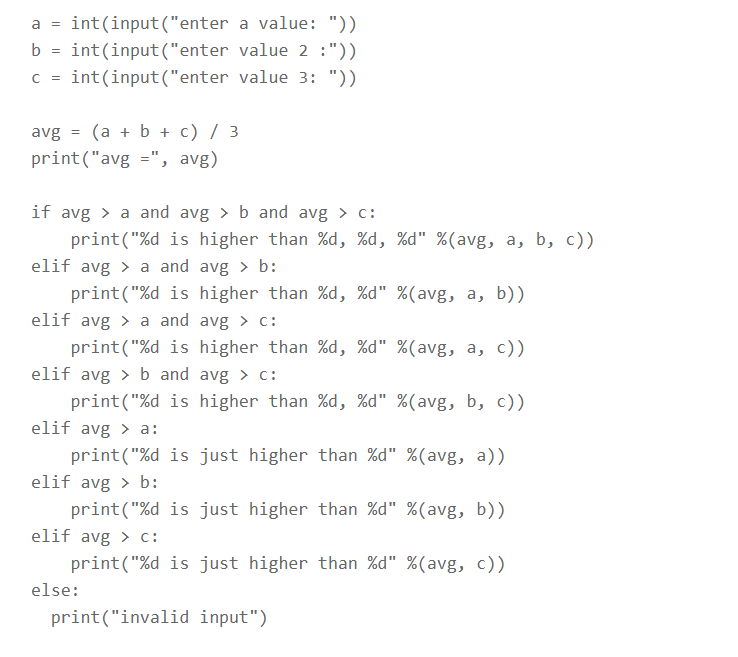 a = int(input("enter a value: "))
b = int(input("enter value 2 :"))
c = int(input("enter value 3: "))

avg = (a + b + c) / 3
print("avg =", avg)

if avg > a and avg > b and avg > c:
    print("%d is higher than %d, %d, %d" %(avg, a, b, c))
elif avg > a and avg > b:
    print("%d is higher than %d, %d" %(avg, a, b))
elif avg > a and avg > c:
    print("%d is higher than %d, %d" %(avg, a, c))
elif avg > b and avg > c:
    print("%d is higher than %d, %d" %(avg, b, c))
elif avg > a:
    print("%d is just higher than %d" %(avg, a))
elif avg > b:
    print("%d is just higher than %d" %(avg, b))
elif avg > c:
    print("%d is just higher than %d" %(avg, c))
else:
  print("invalid input")